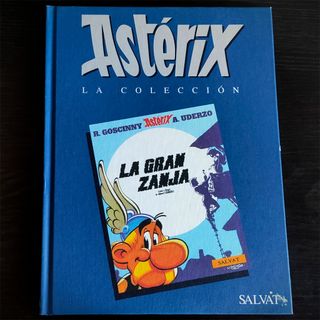 Astérix
LA COLECCIÓN
R. GOSCINNY Astérix A. UDERZO
LA GRAN
ZANJA
SALVAT
SALVAT